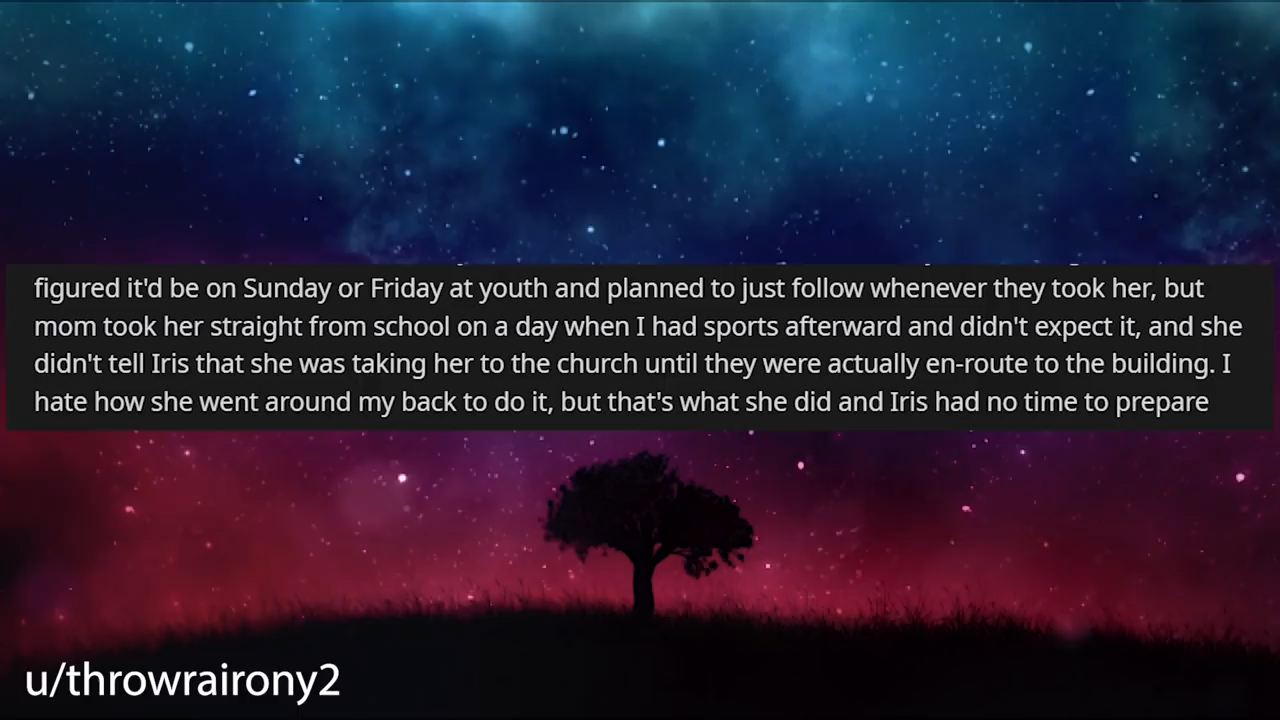 figured it'd be on Sunday or Friday at youth and planned to just follow whenever they took her, but
mom took her straight from school on a day when I had sports afterward and didn't expect it, and she
didn't tell Iris that she was taking her to the church until they were actually en-route to the building. I
hate how she went around my back to do it, but that's what she did and Iris had no time to prepare
u/throwrairony2